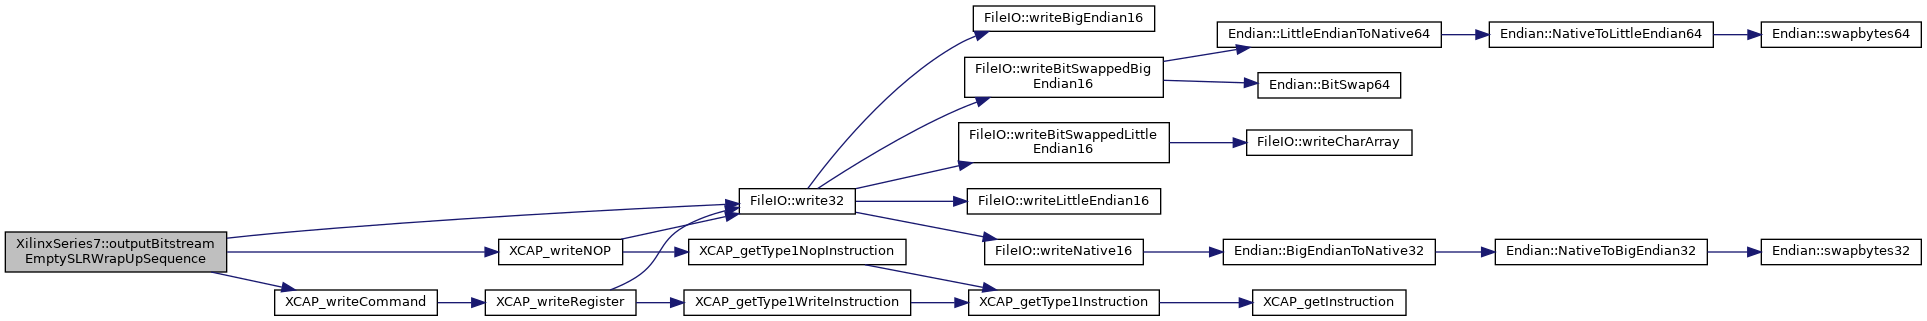 FileIO::writeBigEndian16
Endian::LittleEndianToNative64
Endian::NativeToLittleEndian64
Endian::swapbytes64
FileIO::writeBitSwappedBig
Endian16
Endian::BitSwap64
FileIO::writeBitSwappedLittle
Endian16
FileIO::writeCharArray
FileIO::write32
FileIO::writeLittleEndian16
XilinxSeries7::outputBitstream
EmptySLRWrapUpSequence
XCAP_writeNOP
XCAP_getType1NopInstruction
FileIO::writeNative16
Endian::BigEndianToNative32
Endian::NativeToBigEndian32
Endian::swapbytes32
XCAP_writeCommand
XCAP_writeRegister
XCAP_getType1WriteInstruction
XCAP_getType1Instruction
XCAP_getInstruction